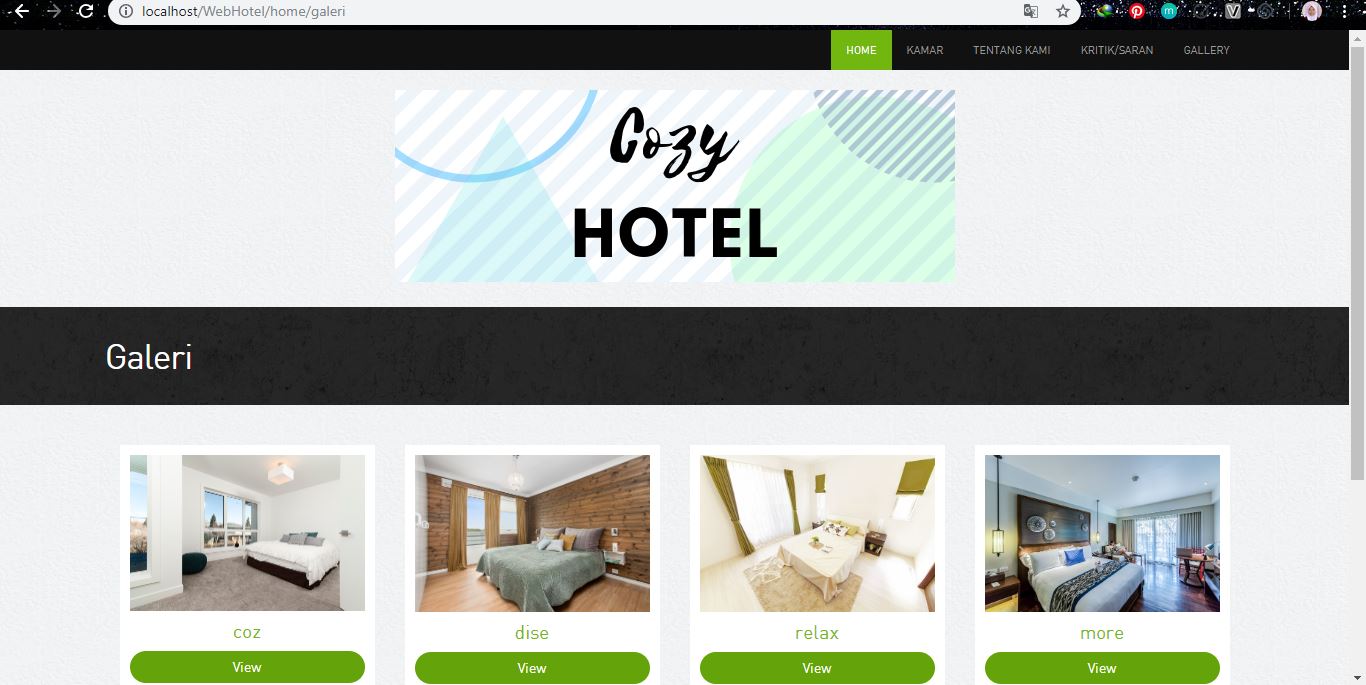 localhost/WebHotel/home/galeri
HOME KAMAR TENTANG KAMI KRITIK/SARAN GALLERY
Cozy
HOTEL
Galeri
coz dise relax more
View View View View